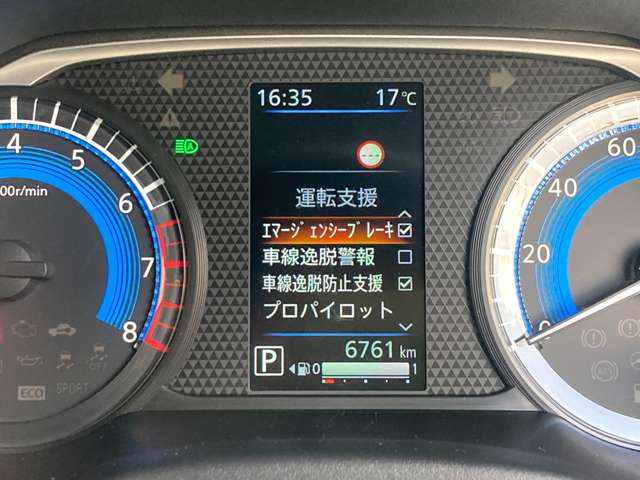 16:35 17℃
運転支援
ｴﾏｰｼﾞｪﾝｼｰﾌﾞﾚｰｷ
車線逸脱警報
車線逸脱防止支援
プロパイロット
6761 km
P 0 1
4 5 6 7 8
00r/min
ECO SPORT
OFF
0 20 40 60